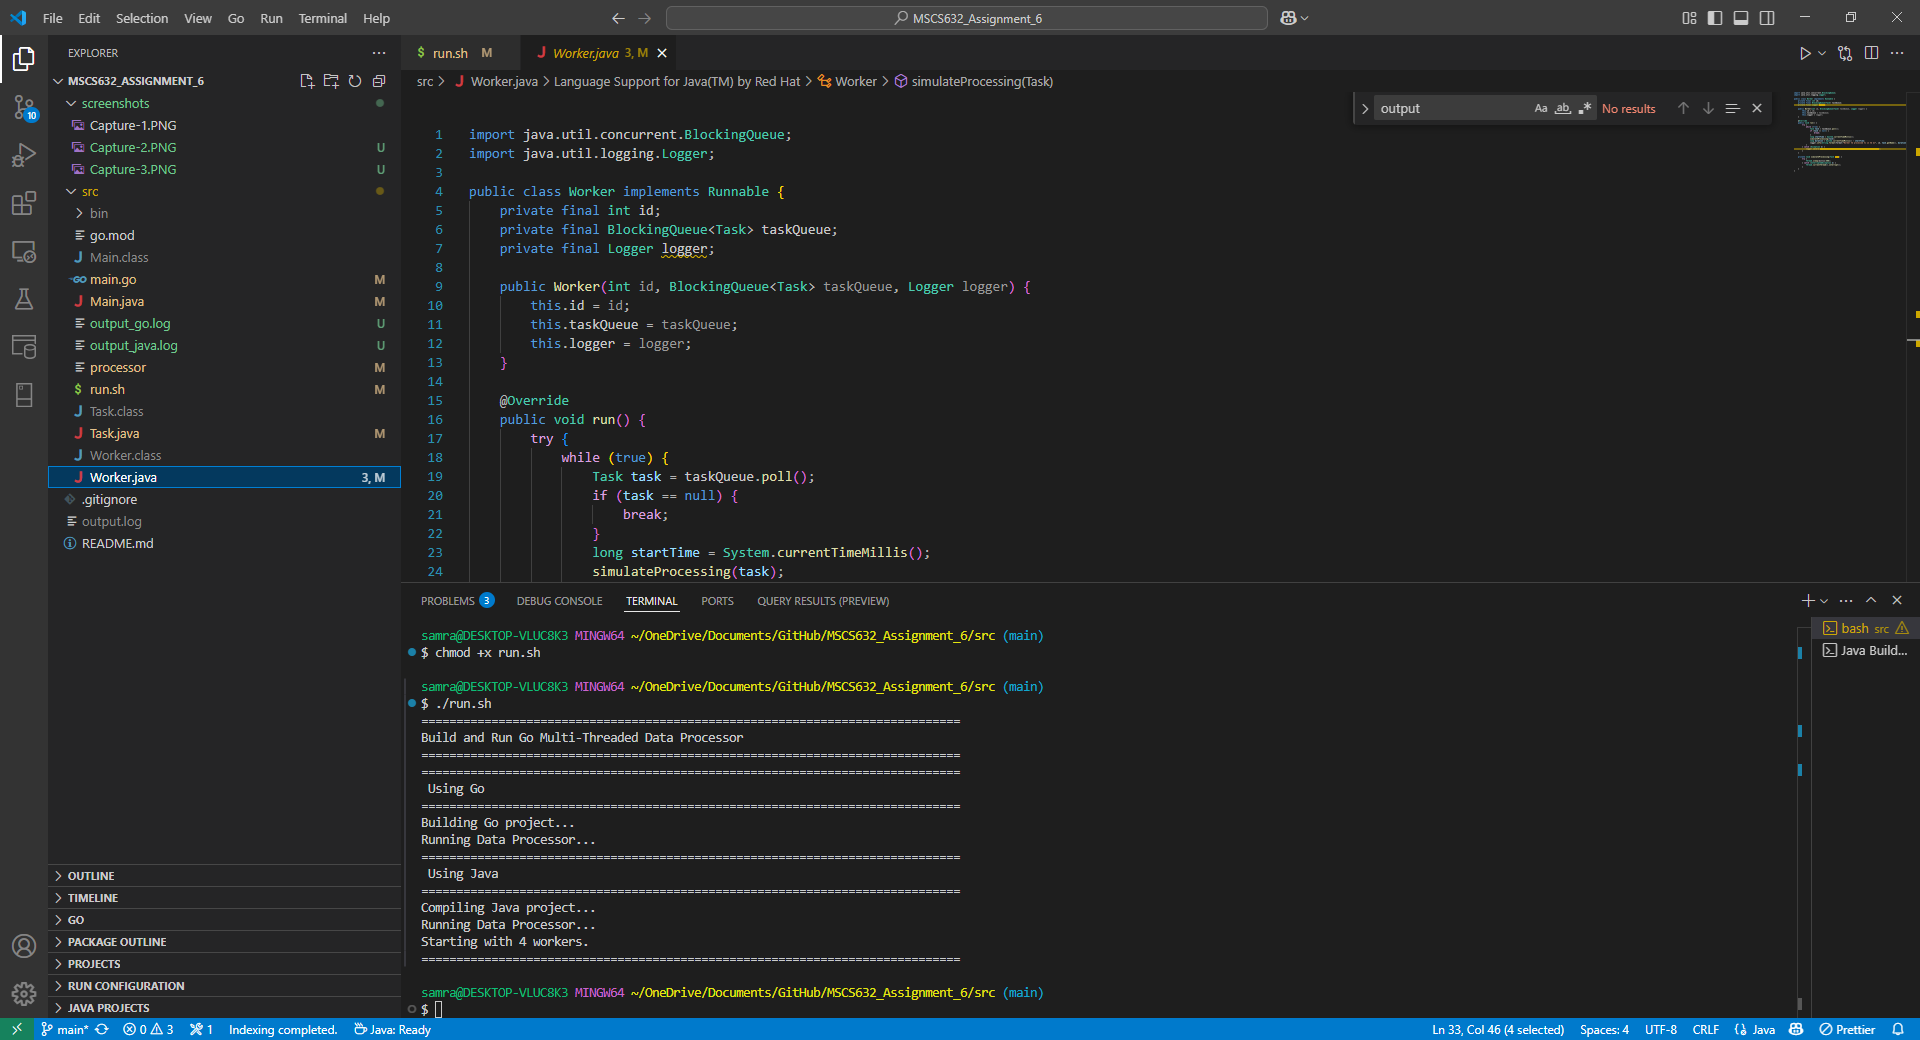 File Edit Selection View Go Run Terminal Help
MSCS632_Assignment_6
EXPLORER
MSCS632_ASSIGNMENT_6
screenshots
Capture-1.PNG
Capture-2.PNG U
Capture-3.PNG U
src
bin
go.mod
Main.class
main.go M
Main.java M
output_go.log U
output_java.log U
processor M
run.sh M
Task.class
Task.java M
Worker.class
Worker.java 3, M
.gitignore
output.log
README.md
OUTLINE
TIMELINE
GO
PACKAGE OUTLINE
PROJECTS
RUN CONFIGURATION
JAVA PROJECTS
10
run.sh M
Worker.java 3, M
src > Worker.java > Language Support for Java(TM) by Red Hat > Worker > simulateProcessing(Task)
output Aa ab .* No results
1 import java.util.concurrent.BlockingQueue;
2 import java.util.logging.Logger;
3
4 public class Worker implements Runnable {
5 private final int id;
6 private final BlockingQueue<Task> taskQueue;
7 private final Logger logger;
8
9 public Worker(int id, BlockingQueue<Task> taskQueue, Logger logger) {
10 this.id = id;
11 this.taskQueue = taskQueue;
12 this.logger = logger;
13 }
14
15 @Override
16 public void run() {
17 try {
18 while (true) {
19 Task task = taskQueue.poll();
20 if (task == null) {
21 break;
22 }
23 long startTime = System.currentTimeMillis();
24 simulateProcessing(task);
PROBLEMS 3 DEBUG CONSOLE TERMINAL PORTS QUERY RESULTS (PREVIEW)
samra@DESKTOP-VLUC8K3 MINGW64 ~/OneDrive/Documents/GitHub/MSCS632_Assignment_6/src (main)
$ chmod +x run.sh
samra@DESKTOP-VLUC8K3 MINGW64 ~/OneDrive/Documents/GitHub/MSCS632_Assignment_6/src (main)
$ ./run.sh
=============================================================================
Build and Run Go Multi-Threaded Data Processor
=============================================================================
=============================================================================
Using Go
=============================================================================
Building Go project...
Running Data Processor...
=============================================================================
Using Java
=============================================================================
Compiling Java project...
Running Data Processor...
Starting with 4 workers.
=============================================================================
samra@DESKTOP-VLUC8K3 MINGW64 ~/OneDrive/Documents/GitHub/MSCS632_Assignment_6/src (main)
$
bash src
Java Build...
main* 0 3 1 Indexing completed. Java: Ready
Ln 33, Col 46 (4 selected) Spaces: 4 UTF-8 CRLF Java Prettier